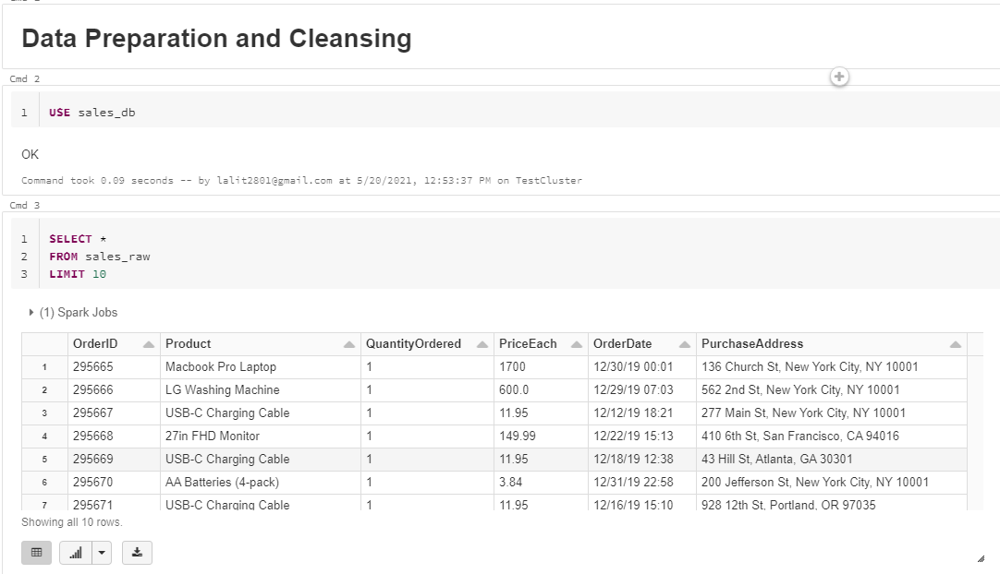 Data Preparation and Cleansing
Cmd 2
1 USE sales_db
OK
Command took 0.09 seconds -- by lalit2801@gmail.com at 5/20/2021, 12:53:37 PM on TestCluster
Cmd 3
1 SELECT *
2 FROM sales_raw
3 LIMIT 10
(1) Spark Jobs
OrderID Product QuantityOrdered PriceEach OrderDate PurchaseAddress
1 295665 Macbook Pro Laptop 1 1700 12/30/19 00:01 136 Church St, New York City, NY 10001
2 295666 LG Washing Machine 1 600.0 12/29/19 07:03 562 2nd St, New York City, NY 10001
3 295667 USB-C Charging Cable 1 11.95 12/12/19 18:21 277 Main St, New York City, NY 10001
4 295668 27in FHD Monitor 1 149.99 12/22/19 15:13 410 6th St, San Francisco, CA 94016
5 295669 USB-C Charging Cable 1 11.95 12/18/19 12:38 43 Hill St, Atlanta, GA 30301
6 295670 AA Batteries (4-pack) 1 3.84 12/31/19 22:58 200 Jefferson St, New York City, NY 10001
7 295671 USB-C Charging Cable 1 11.95 12/16/19 15:10 928 12th St, Portland, OR 97035
Showing all 10 rows.